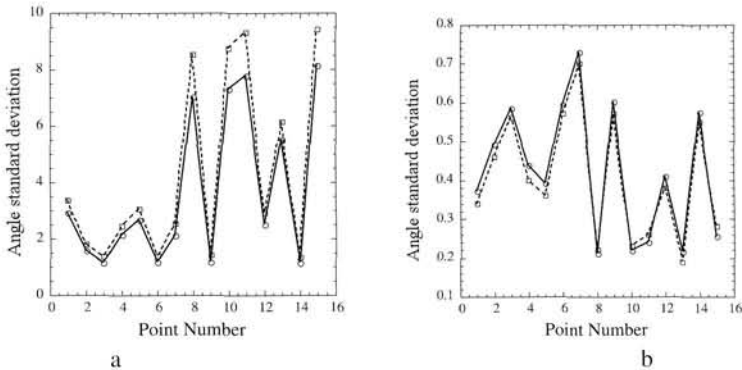 10
8
6
4
2
0
Angle standard deviation
0 2 4 6 8 10 12 14 16
Point Number
a
0.8
0.7
0.6
0.5
0.4
0.3
0.2
0.1
Angle standard deviation
0 2 4 6 8 10 12 14 16
Point Number
b